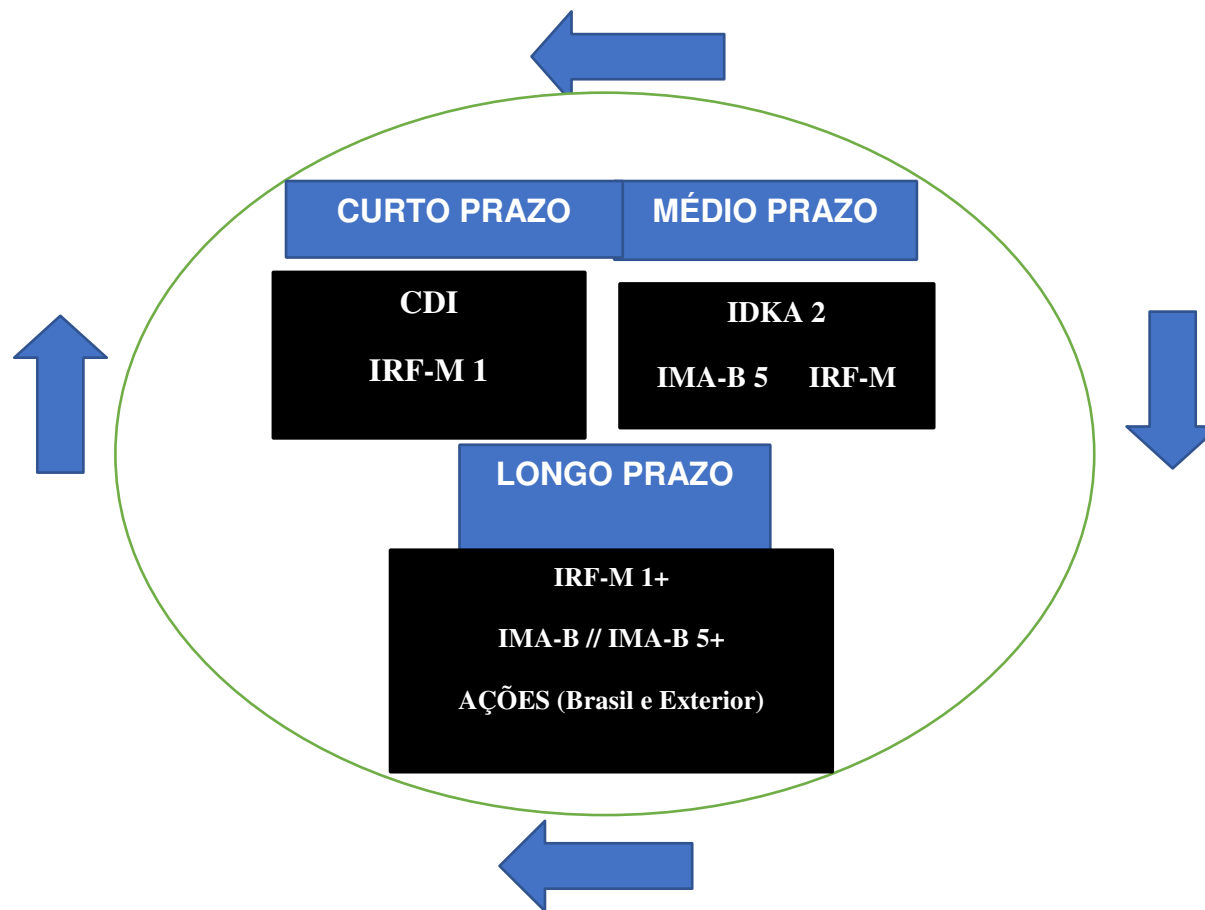 CURTO PRAZO
MÉDIO PRAZO
CDI
IRF-M 1
IDKA 2
IMA-B 5 IRF-M
LONGO PRAZO
IRF-M 1+
IMA-B // IMA-B 5+
AÇÕES (Brasil e Exterior)